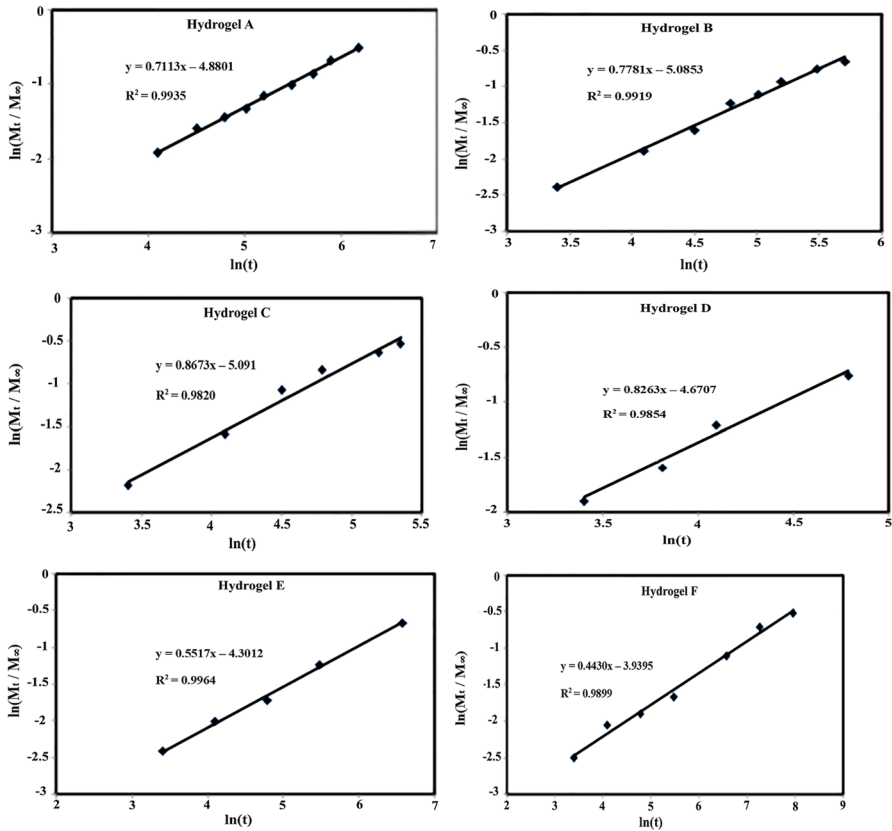 Hydrogel A
y = 0.7113x – 4.8801
R² = 0.9935
0
-1
-2
-3
3
4
5
6
7
ln(t)
ln(Mt / M∞)
Hydrogel B
y = 0.7781x – 5.0853
R² = 0.9919
0
-0.5
-1
-1.5
-2
-2.5
-3
3
3.5
4
4.5
5
5.5
6
ln(t)
ln(Mt / M∞)
Hydrogel C
y = 0.8673x – 5.091
R² = 0.9820
0
-0.5
-1
-1.5
-2
-2.5
3
3.5
4
4.5
5
5.5
ln(t)
ln(Mt / M∞)
Hydrogel D
y = 0.8263x – 4.6707
R² = 0.9854
0
-0.5
-1
-1.5
-2
3
3.5
4
4.5
5
ln(t)
ln(Mt / M∞)
Hydrogel E
y = 0.5517x – 4.3012
R² = 0.9964
0
-0.5
-1
-1.5
-2
-2.5
-3
2
3
4
5
6
7
ln(t)
ln(Mt / M∞)
Hydrogel F
y = 0.4430x – 3.9395
R² = 0.9899
0
-0.5
-1
-1.5
-2
-2.5
-3
2
3
4
5
6
7
8
9
ln(t)
ln(Mt / M∞)